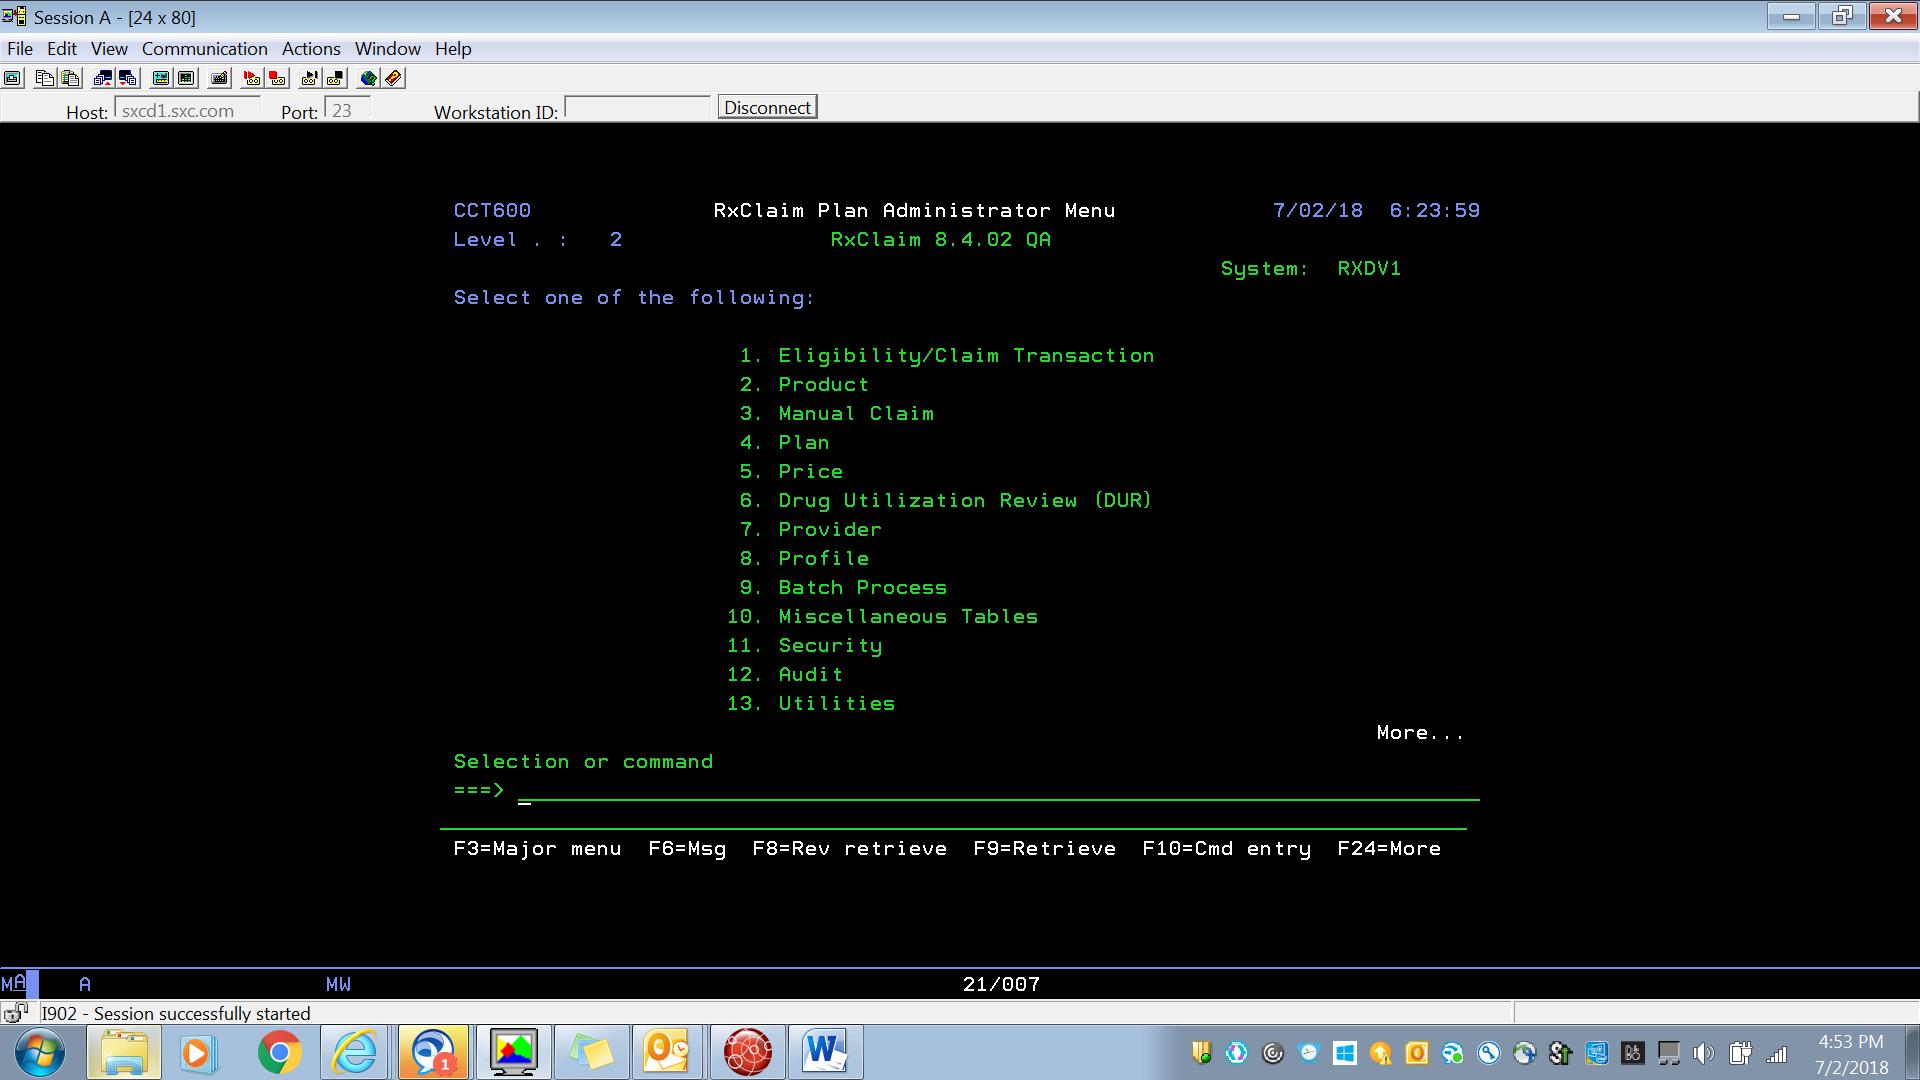 Session A - [24 x 80]
File Edit View Communication Actions Window Help
Host: sxcd1.sxc.com Port: 23 Workstation ID: Disconnect
CCT600 RxClaim Plan Administrator Menu 7/02/18 6:23:59
Level . : 2 RxClaim 8.4.02 QA
System: RXDV1
Select one of the following:
1. Eligibility/Claim Transaction
2. Product
3. Manual Claim
4. Plan
5. Price
6. Drug Utilization Review (DUR)
7. Provider
8. Profile
9. Batch Process
10. Miscellaneous Tables
11. Security
12. Audit
13. Utilities
More...
Selection or command
===>
F3=Major menu F6=Msg F8=Rev retrieve F9=Retrieve F10=Cmd entry F24=More
MA A MW 21/007
I902 - Session successfully started
1
4:53 PM
7/2/2018